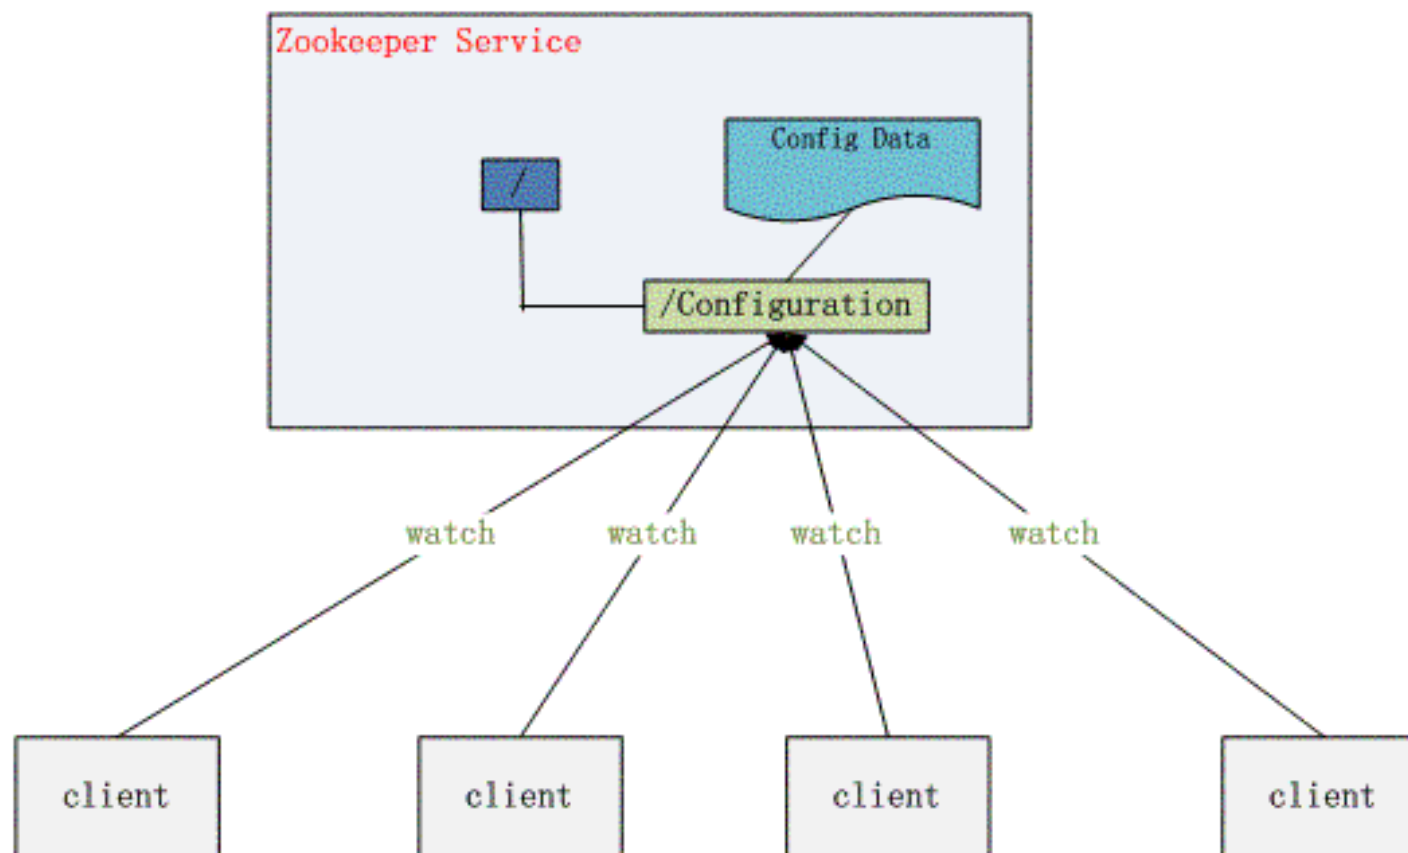 Zookeeper Service
Config Data
/
/Configuration
watch watch watch watch
client client client client